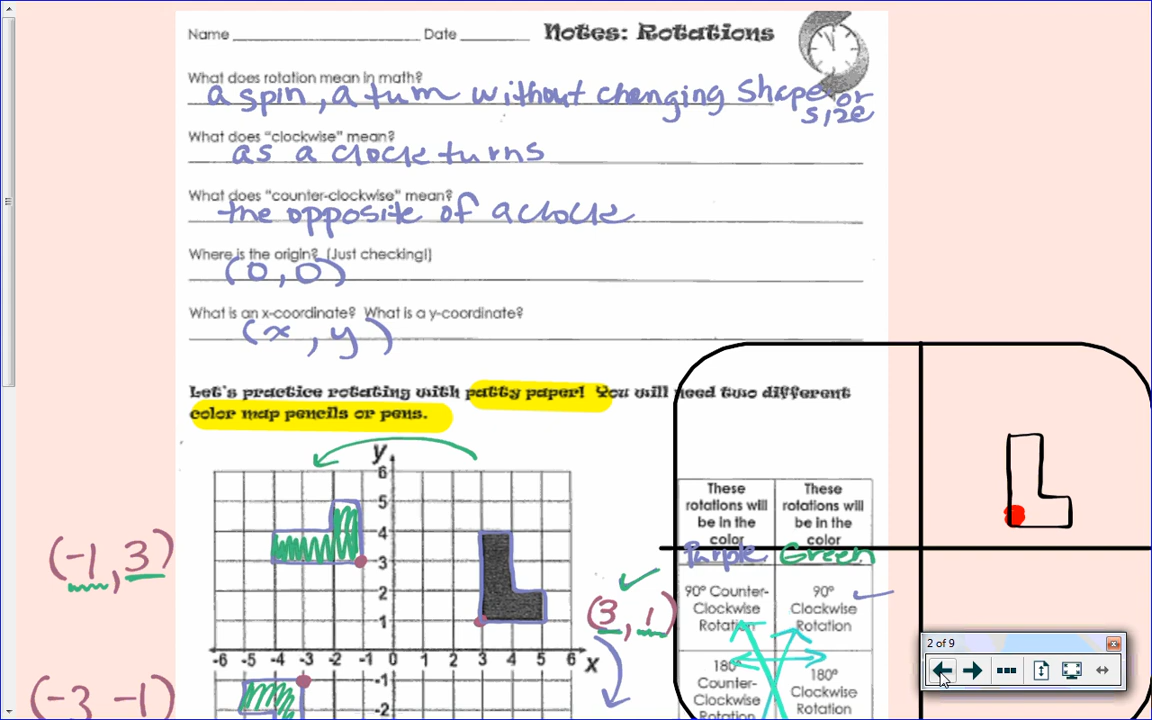 Name ____________ Date ______ Notes: Rotations
What does rotation mean in math?
a spin, a turn without changing shape or
size
What does "clockwise" mean?
as a clock turns
What does "counter-clockwise" mean?
the opposite of a clock
Where is the origin? (Just checking!)
(0,0)
What is an x-coordinate? What is a y-coordinate?
(x, y)
Let's practice rotating with patty paper! You will need two different
color map pencils or pens.
y
6
5
4
3
2
1
-6 -5 -4 -3 -2 -1 0 1 2 3 4 5 6 x
-1
-2
(-1, 3)
(3, 1)
(-3 -1)
These
rotations will
be in the
color
Purple
These
rotations will
be in the
color
Green
90° Counter-
Clockwise
Rotation
90°
Clockwise
Rotation
180°
Counter-
Clockwise
Rotation
180°
Clockwise
Rotation
2 of 9